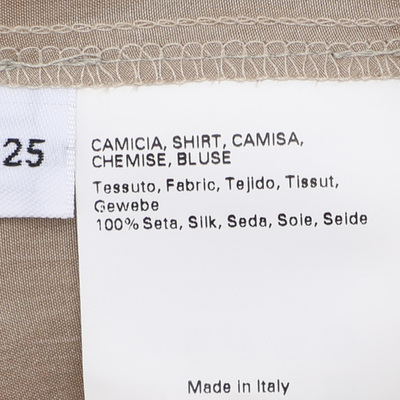 25
CAMICIA, SHIRT, CAMISA,
CHEMISE, BLUSE
Tessuto, Fabric, Tejido, Tissut,
Gewebe
100% Seta, Silk, Seda, Soie, Seide
Made in Italy